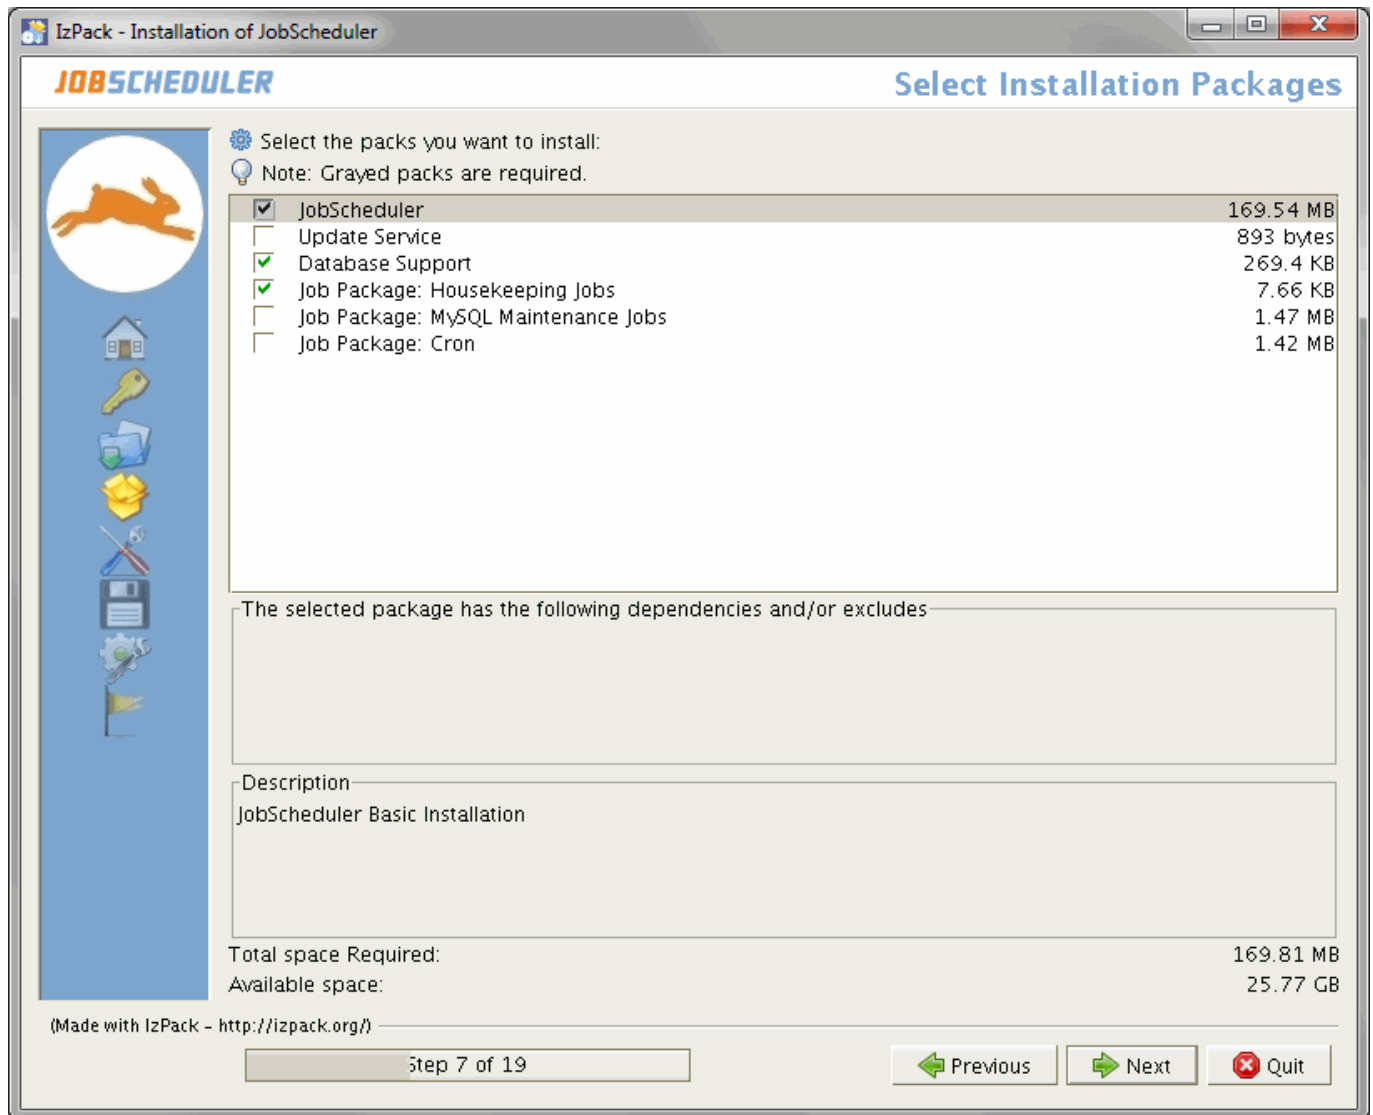 IzPack - Installation of JobScheduler
JOBSCHEDULER
Select Installation Packages
Select the packs you want to install:
Note: Grayed packs are required.
JobScheduler 169.54 MB
Update Service 893 bytes
Database Support 269.4 KB
Job Package: Housekeeping Jobs 7.66 KB
Job Package: MySQL Maintenance Jobs 1.47 MB
Job Package: Cron 1.42 MB
The selected package has the following dependencies and/or excludes
Description
JobScheduler Basic Installation
Total space Required: 169.81 MB
Available space: 25.77 GB
(Made with IzPack - http://izpack.org/)
Step 7 of 19
Previous
Next
Quit